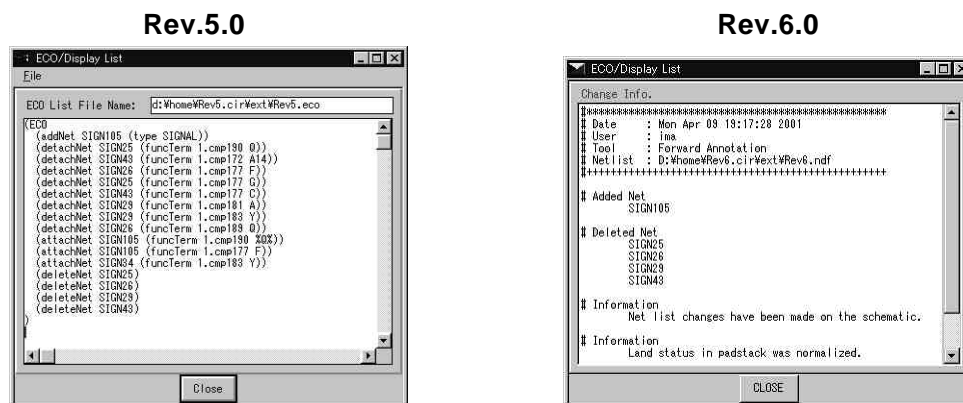 Rev.5.0
ECO/Display List
File
ECO List File Name: d:¥home¥Rev5.cir¥ext¥Rev5.eco
(ECO
(addNet SIGN105 (type SIGNAL))
(detachNet SIGN25 (funcTerm 1.cmp190 Q))
(detachNet SIGN43 (funcTerm 1.cmp172 A14))
(detachNet SIGN26 (funcTerm 1.cmp177 F))
(detachNet SIGN25 (funcTerm 1.cmp177 G))
(detachNet SIGN43 (funcTerm 1.cmp177 C))
(detachNet SIGN29 (funcTerm 1.cmp181 A))
(detachNet SIGN29 (funcTerm 1.cmp183 Y))
(detachNet SIGN26 (funcTerm 1.cmp189 Q))
(attachNet SIGN105 (funcTerm 1.cmp190 %Q%))
(attachNet SIGN105 (funcTerm 1.cmp177 F))
(attachNet SIGN34 (funcTerm 1.cmp183 Y))
(deleteNet SIGN25)
(deleteNet SIGN26)
(deleteNet SIGN29)
(deleteNet SIGN43)
)
Close
Rev.6.0
ECO/Display List
Change Info.
#**************************************************
# Date : Mon Apr 09 19:17:28 2001
# User : ima
# Tool : Forward Annotation
# Netlist : D:¥home¥Rev6.cir¥ext¥Rev6.ndf
#++++++++++++++++++++++++++++++++++++++++++++++++++
# Added Net
SIGN105
# Deleted Net
SIGN25
SIGN26
SIGN29
SIGN43
# Information
Net list changes have been made on the schematic.
# Information
Land status in padstack was normalized.
CLOSE